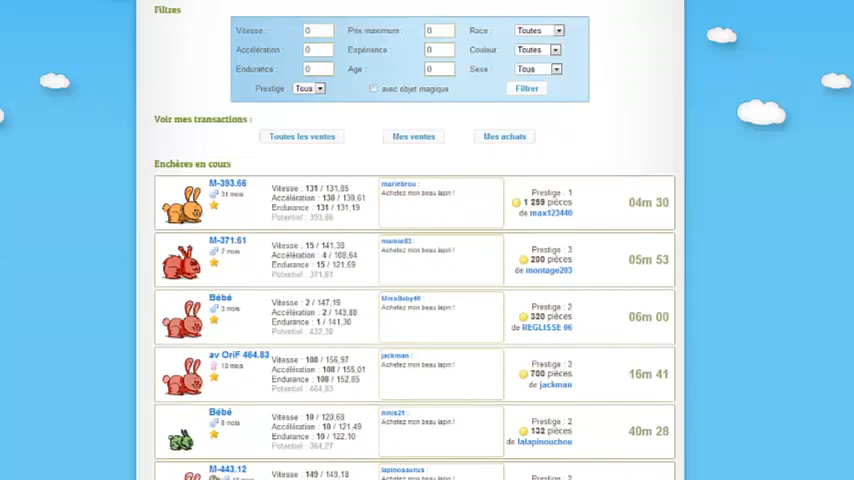 Filtres
Vitesse : 0 Prix maximum : 0 Race : Toutes
Accélération : 0 Expérience : 0 Couleur Toutes
Endurance : 0 Age : 0 Sexe : Tous
Prestige Tous avec objet magique Filtrer
Voir mes transactions :
Toutes les ventes Mes ventes Mes achats
Enchères en cours
M-393.66
31 mois
Vitesse : 131 / 131,85
Accélération : 130 / 130,61
Endurance : 131 / 131,19
Potentiel : 393,66
mariebrou :
Achetez mon beau lapin !
Prestige : 1
1 259 pièces
de max123440
04m 30
M-371.61
7 mois
Vitesse : 15 / 141,38
Accélération : 4 / 108,64
Endurance : 15 / 121,69
Potentiel : 371,61
Achetez mon beau lapin !
Prestige : 3
200 pièces
de montage203
05m 53
Bébé
3 mois
Vitesse : 2 / 147,19
Accélération : 2 / 143,88
Endurance : 1 / 141,30
Potentiel : 432,38
Achetez mon beau lapin !
Prestige : 2
320 pièces
de REGLISSE 06
06m 00
av OriF 464.83
10 mois
Vitesse : 108 / 156,97
Accélération : 108 / 155,01
Endurance : 108 / 152,85
Potentiel : 464,83
jackman :
Achetez mon beau lapin !
Prestige : 3
700 pièces
de jackman
16m 41
Bébé
6 mois
Vitesse : 10 / 120,68
Accélération : 10 / 121,49
Endurance : 10 / 122,10
Potentiel : 364,27
ninis21 :
Achetez mon beau lapin !
Prestige : 2
132 pièces
de lalapinouchou
40m 28
M-443.12
Vitesse : 149 / 149,18
lapinosaurus :
Achetez mon beau lapin !
Prestige : 2